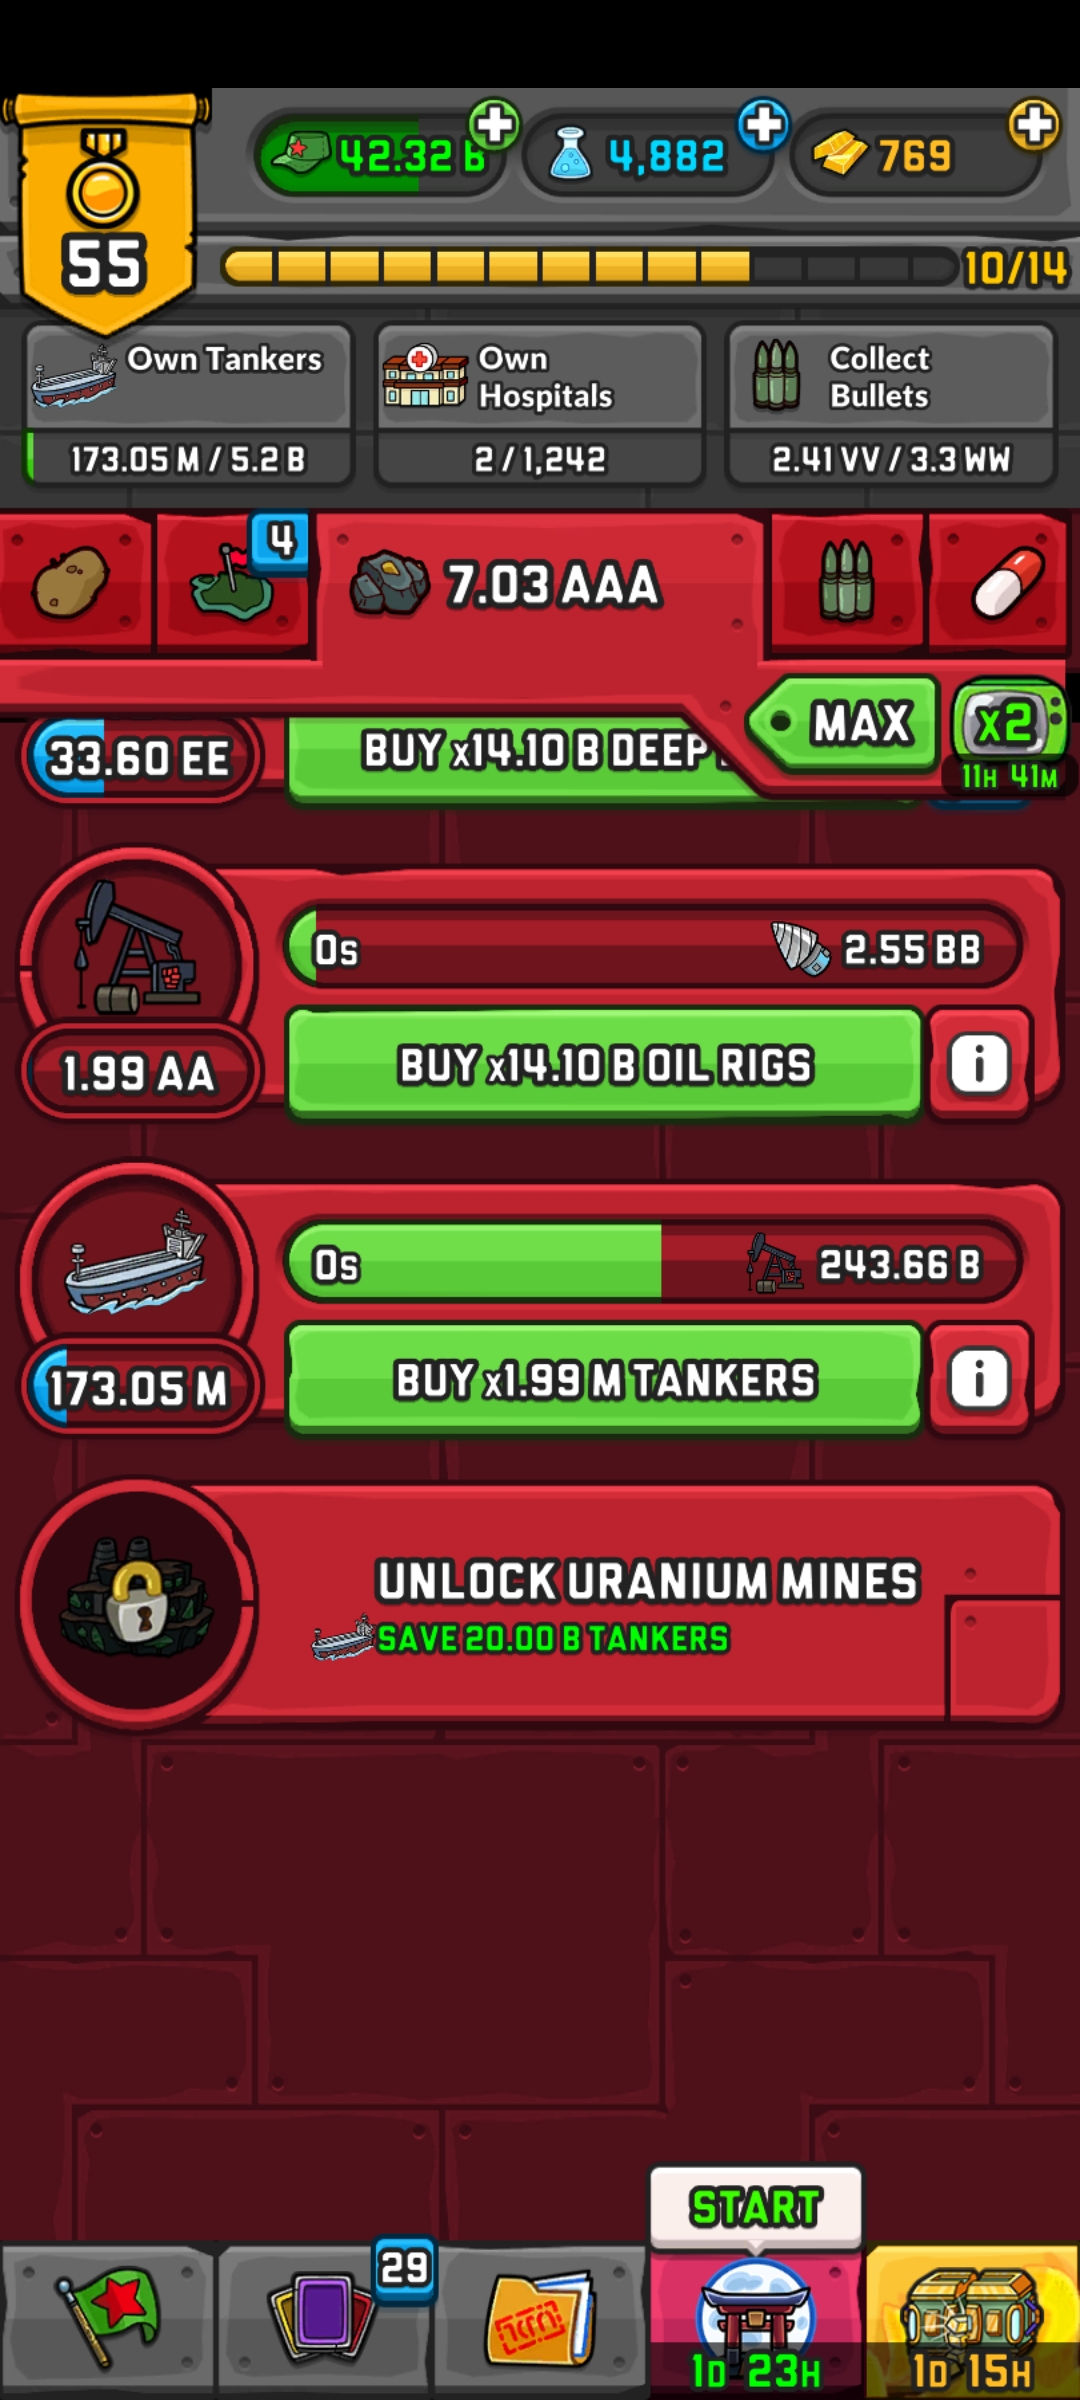 42.32 B
4,882
769
55
10/14
Own Tankers
173.05 M / 5.2 B
Own
Hospitals
2 / 1,242
Collect
Bullets
2.41 VV / 3.3 WW
4
7.03 AAA
MAX
x2
11H 41M
33.60 EE
BUY x14.10 B DEEP
0s
2.55 BB
1.99 AA
BUY x14.10 B OIL RIGS
i
0s
243.66 B
173.05 M
BUY x1.99 M TANKERS
i
UNLOCK URANIUM MINES
SAVE 20.00 B TANKERS
START
29
1D 23H
1D 15H